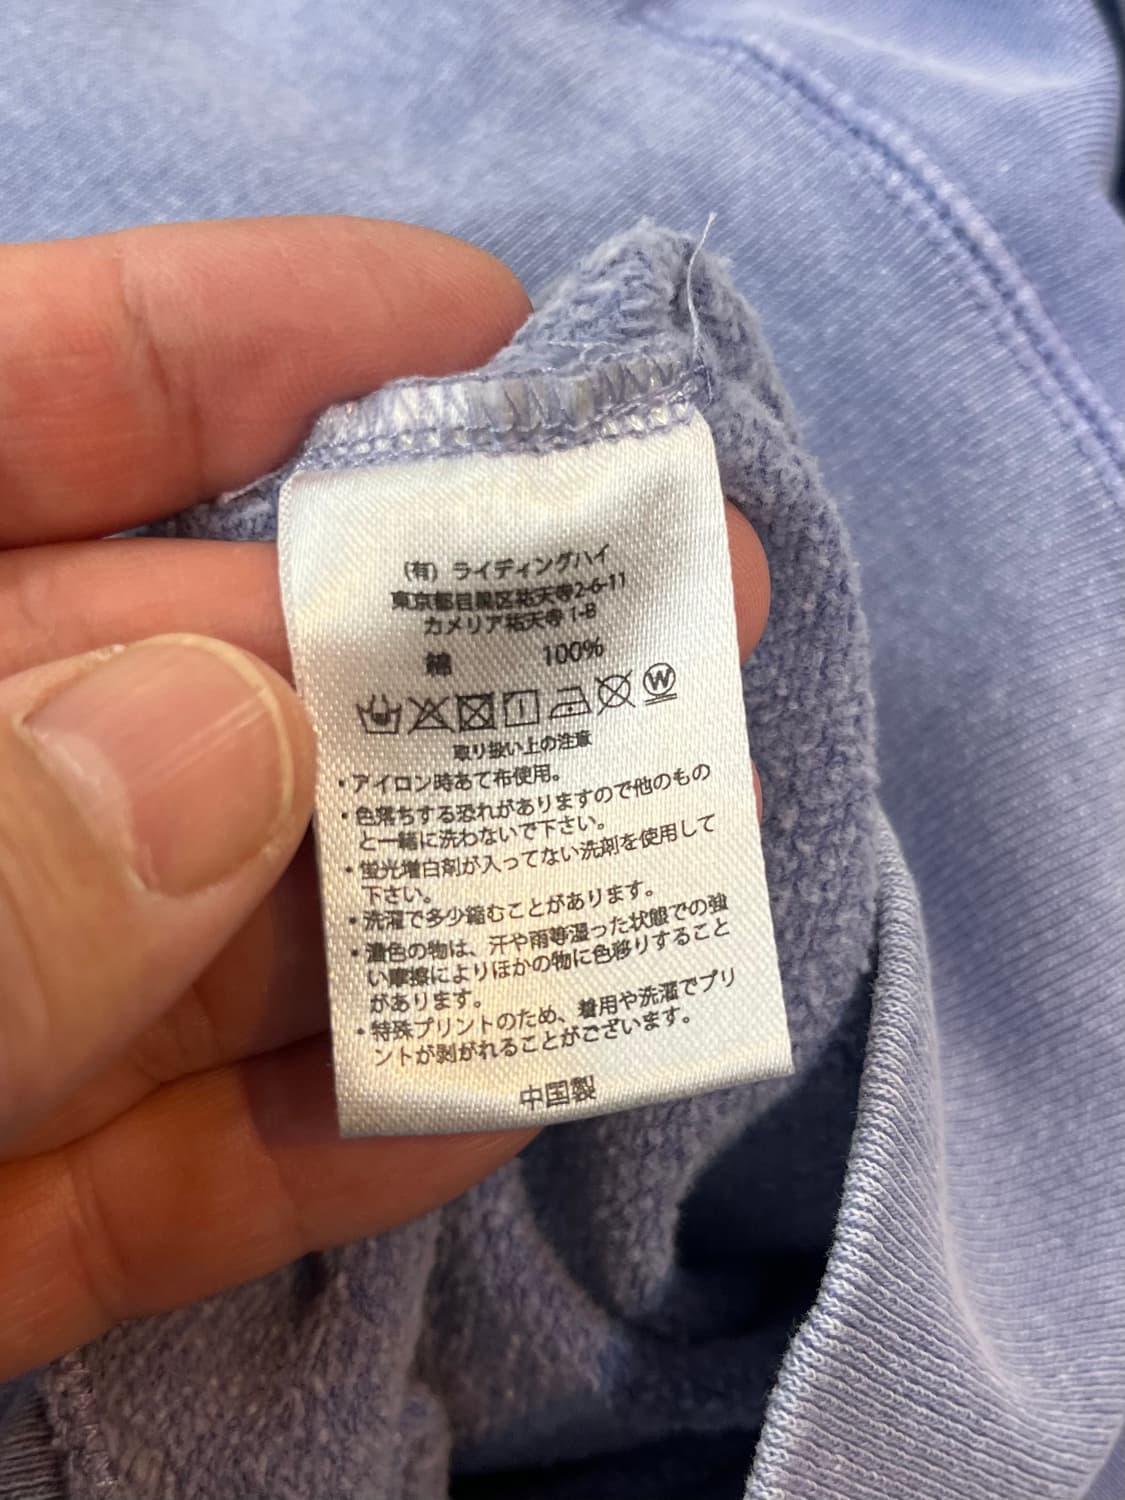 (有) ライディングハイ
東京都目黒区祐天寺2-6-11
カメリア祐天寺 1-B
綿 100%
W
取り扱い上の注意
・アイロン時あて布使用。
・色落ちする恐れがありますので他のもの
と一緒に洗わないで下さい。
・蛍光増白剤が入ってない洗剤を使用して
下さい。
・洗濯で多少縮むことがあります。
・濃色の物は、汗や雨等湿った状態での強
い摩擦によりほかの物に色移りすること
があります。
・特殊プリントのため、着用や洗濯でプリ
ントが剥がれることがございます。
中国製